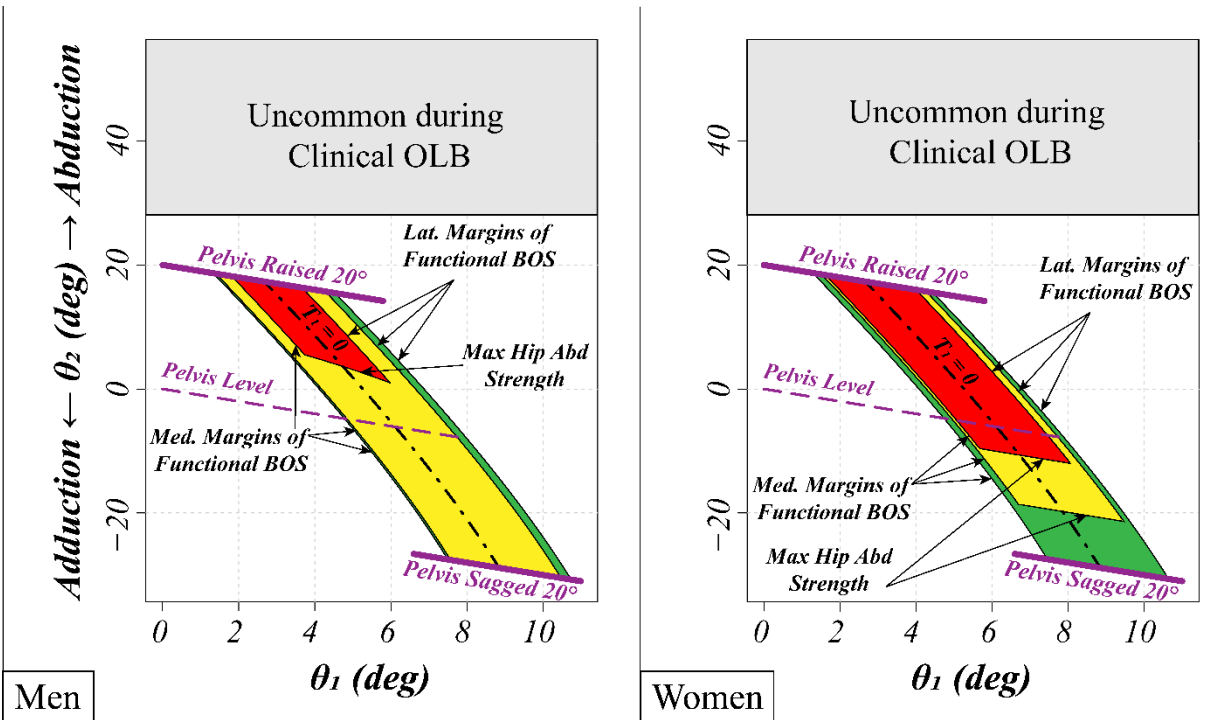 Adduction ← θ₂ (deg) → Abduction
40
20
0
−20
Uncommon during
Clinical OLB
Pelvis Raised 20°
Lat. Margins of
Functional BOS
T₁ = 0
Max Hip Abd
Strength
Pelvis Level
Med. Margins of
Functional BOS
Pelvis Sagged 20°
0 2 4 6 8 10
θ₁ (deg)
Men
40
20
0
−20
Uncommon during
Clinical OLB
Pelvis Raised 20°
Lat. Margins of
Functional BOS
T₁ = 0
Pelvis Level
Med. Margins of
Functional BOS
Max Hip Abd
Strength
Pelvis Sagged 20°
0 2 4 6 8 10
θ₁ (deg)
Women